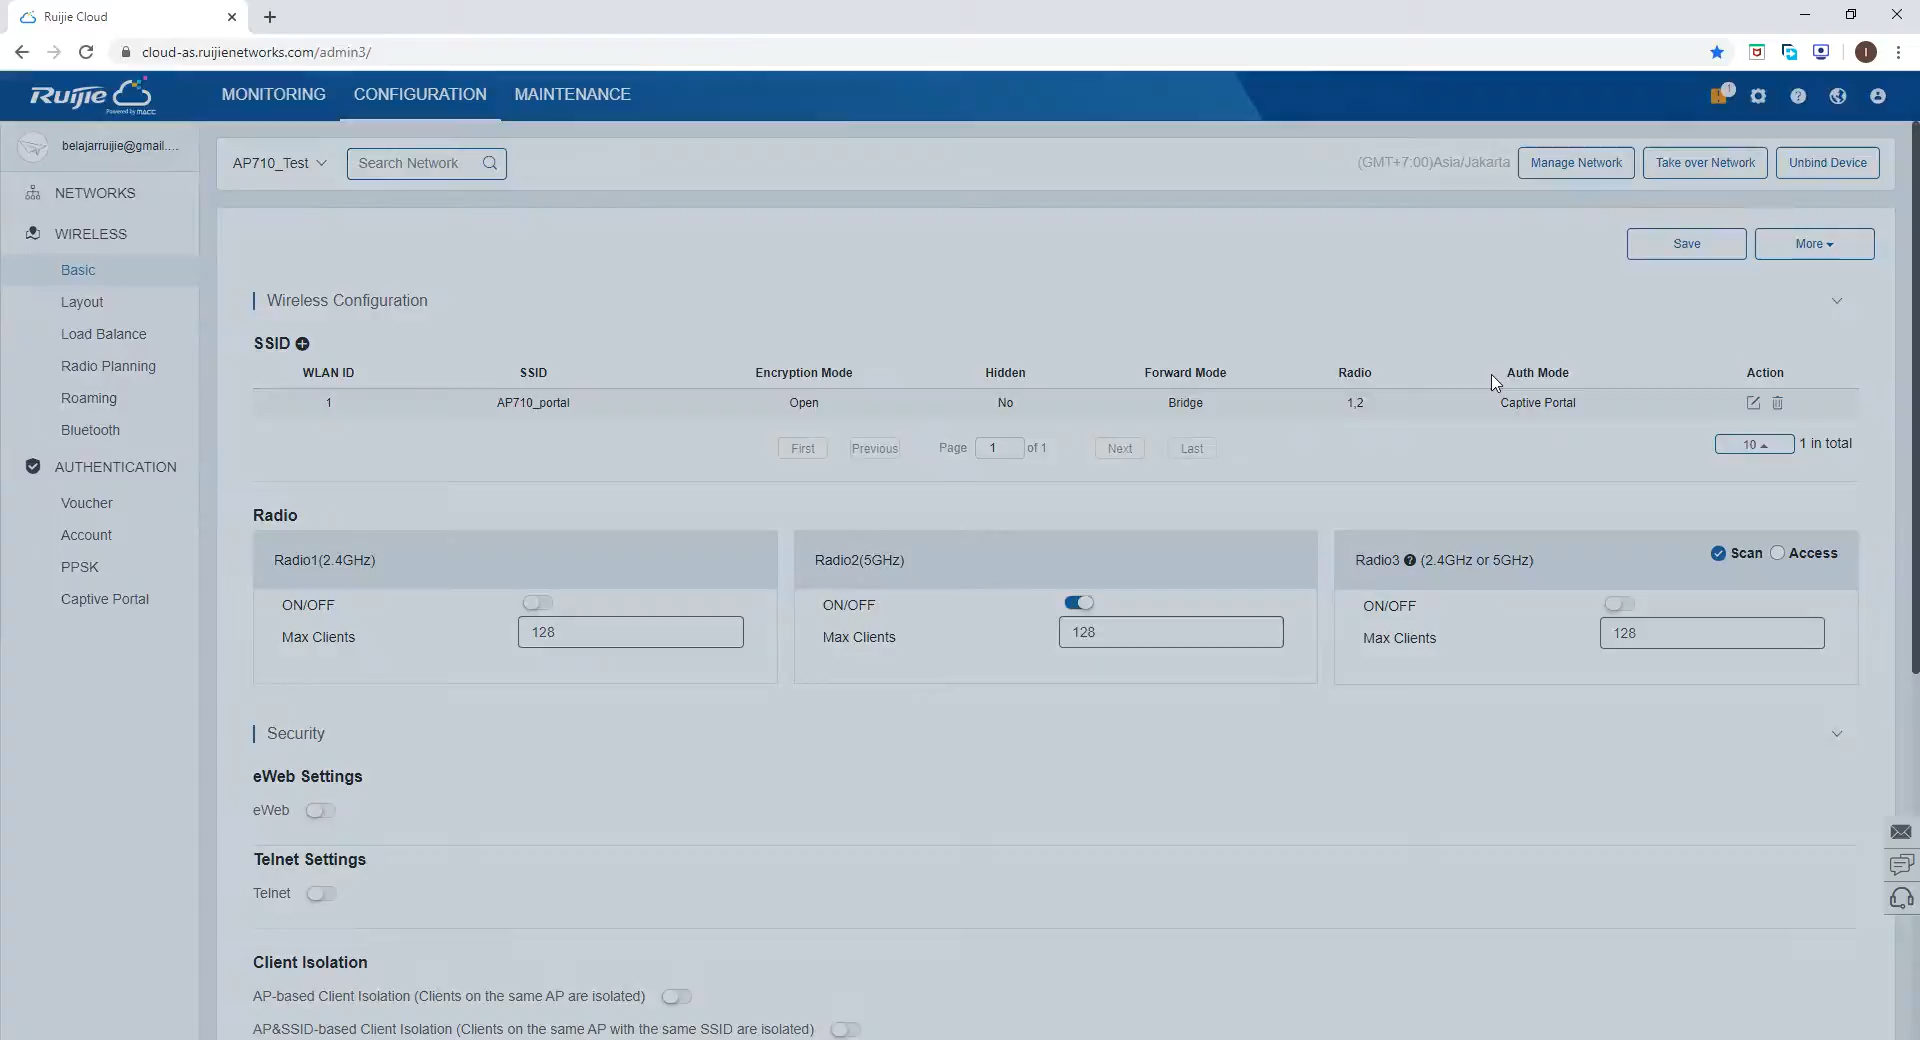 Ruijie Cloud
cloud-as.ruijienetworks.com/admin3/
I
Ruijie
Powered by MACC
MONITORING
CONFIGURATION
MAINTENANCE
1
belajarruijie@gmail....
AP710_Test
Search Network
(GMT+7:00)Asia/Jakarta
Manage Network
Take over Network
Unbind Device
NETWORKS
WIRELESS
Basic
Layout
Load Balance
Radio Planning
Roaming
Bluetooth
AUTHENTICATION
Voucher
Account
PPSK
Captive Portal
Save
More
Wireless Configuration
SSID
WLAN ID SSID Encryption Mode Hidden Forward Mode Radio Auth Mode Action
1 AP710_portal Open No Bridge 1,2 Captive Portal
First Previous Page 1 of 1 Next Last 10 1 in total
Radio
Radio1(2.4GHz)
ON/OFF
Max Clients 128
Radio2(5GHz)
ON/OFF
Max Clients 128
Radio3 (2.4GHz or 5GHz) Scan Access
ON/OFF
Max Clients 128
Security
eWeb Settings
eWeb
Telnet Settings
Telnet
Client Isolation
AP-based Client Isolation (Clients on the same AP are isolated)
AP&SSID-based Client Isolation (Clients on the same AP with the same SSID are isolated)